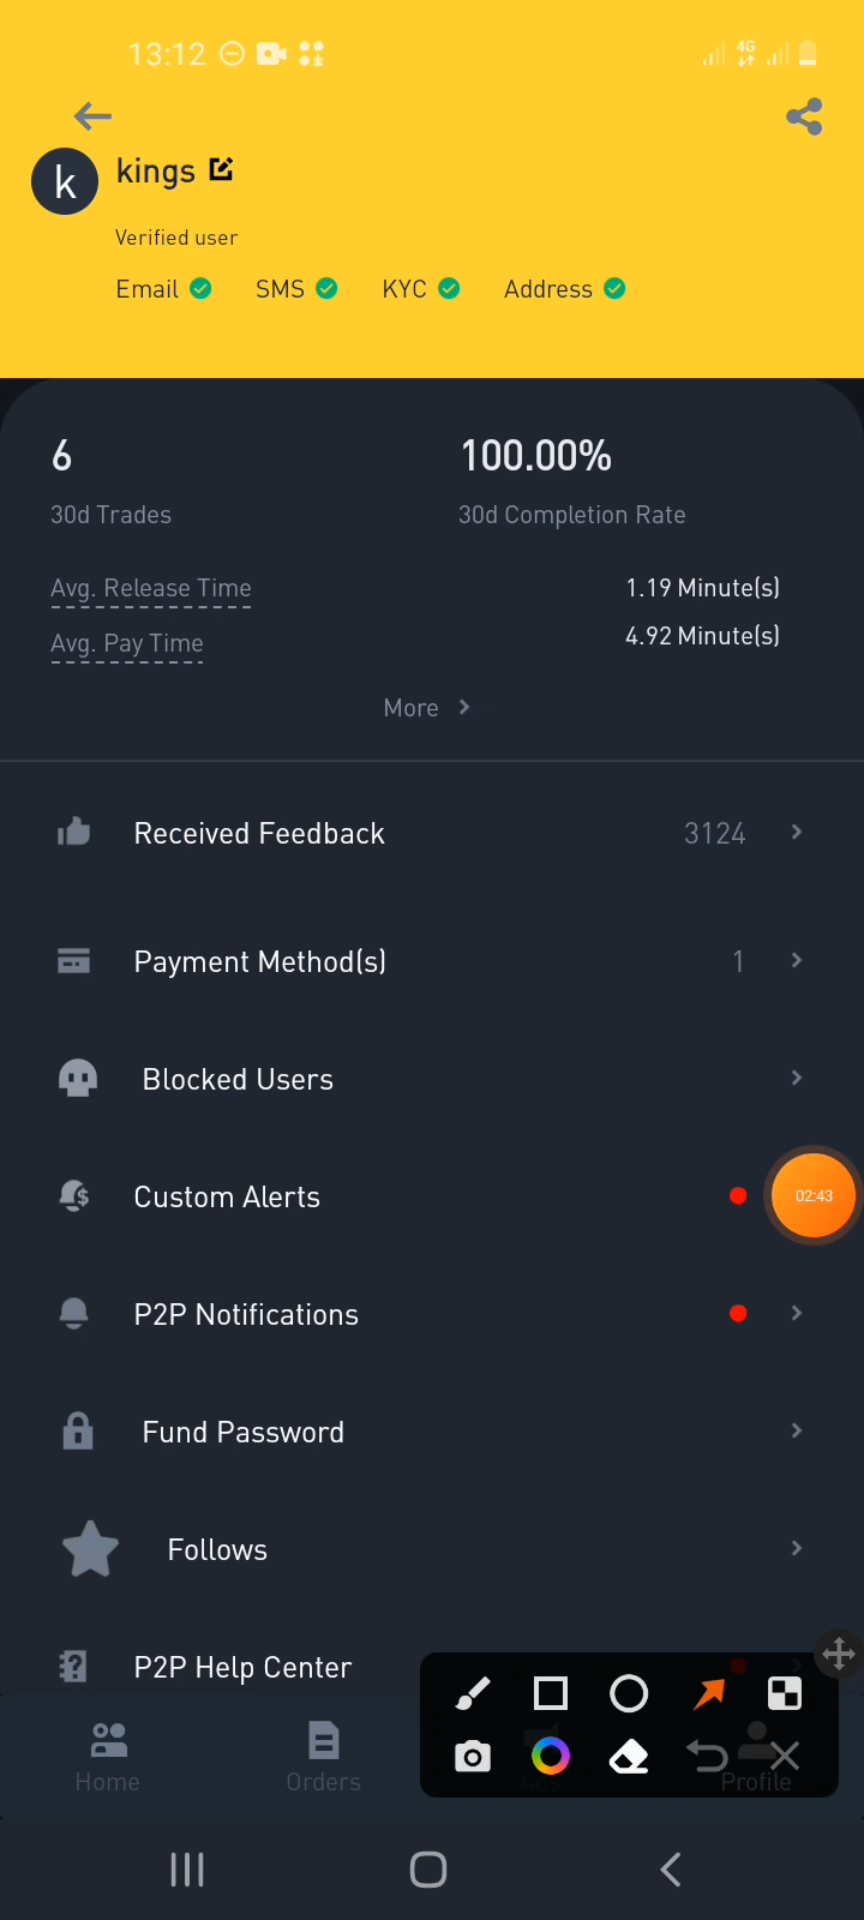 13:12
4G
k
kings
Verified user
Email SMS KYC Address
6 100.00%
30d Trades 30d Completion Rate
Avg. Release Time 1.19 Minute(s)
Avg. Pay Time 4.92 Minute(s)
More
Received Feedback 3124
Payment Method(s) 1
Blocked Users
Custom Alerts
02:43
P2P Notifications
Fund Password
Follows
P2P Help Center
Home Orders Profile